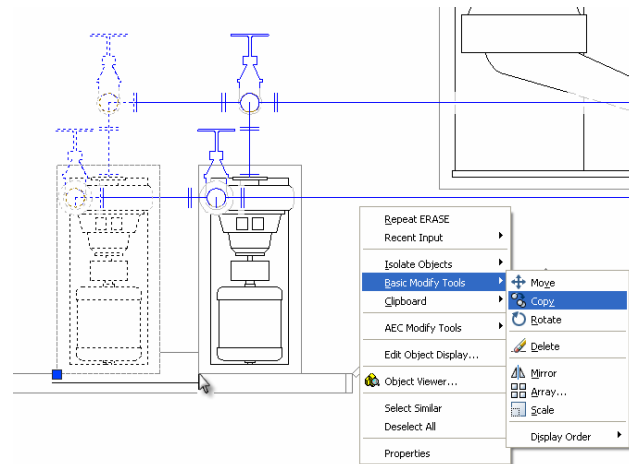 Repeat ERASE
Recent Input
Isolate Objects
Basic Modify Tools
Clipboard
AEC Modify Tools
Edit Object Display...
Object Viewer...
Select Similar
Deselect All
Properties
Move
Copy
Rotate
Delete
Mirror
Array...
Scale
Display Order